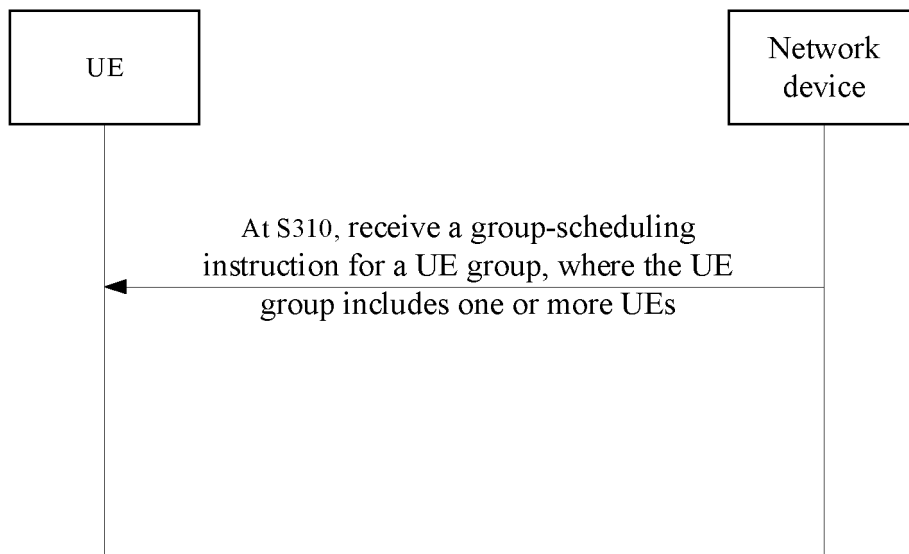 UE
Network
device
At S310, receive a group-scheduling
instruction for a UE group, where the UE
group includes one or more UEs